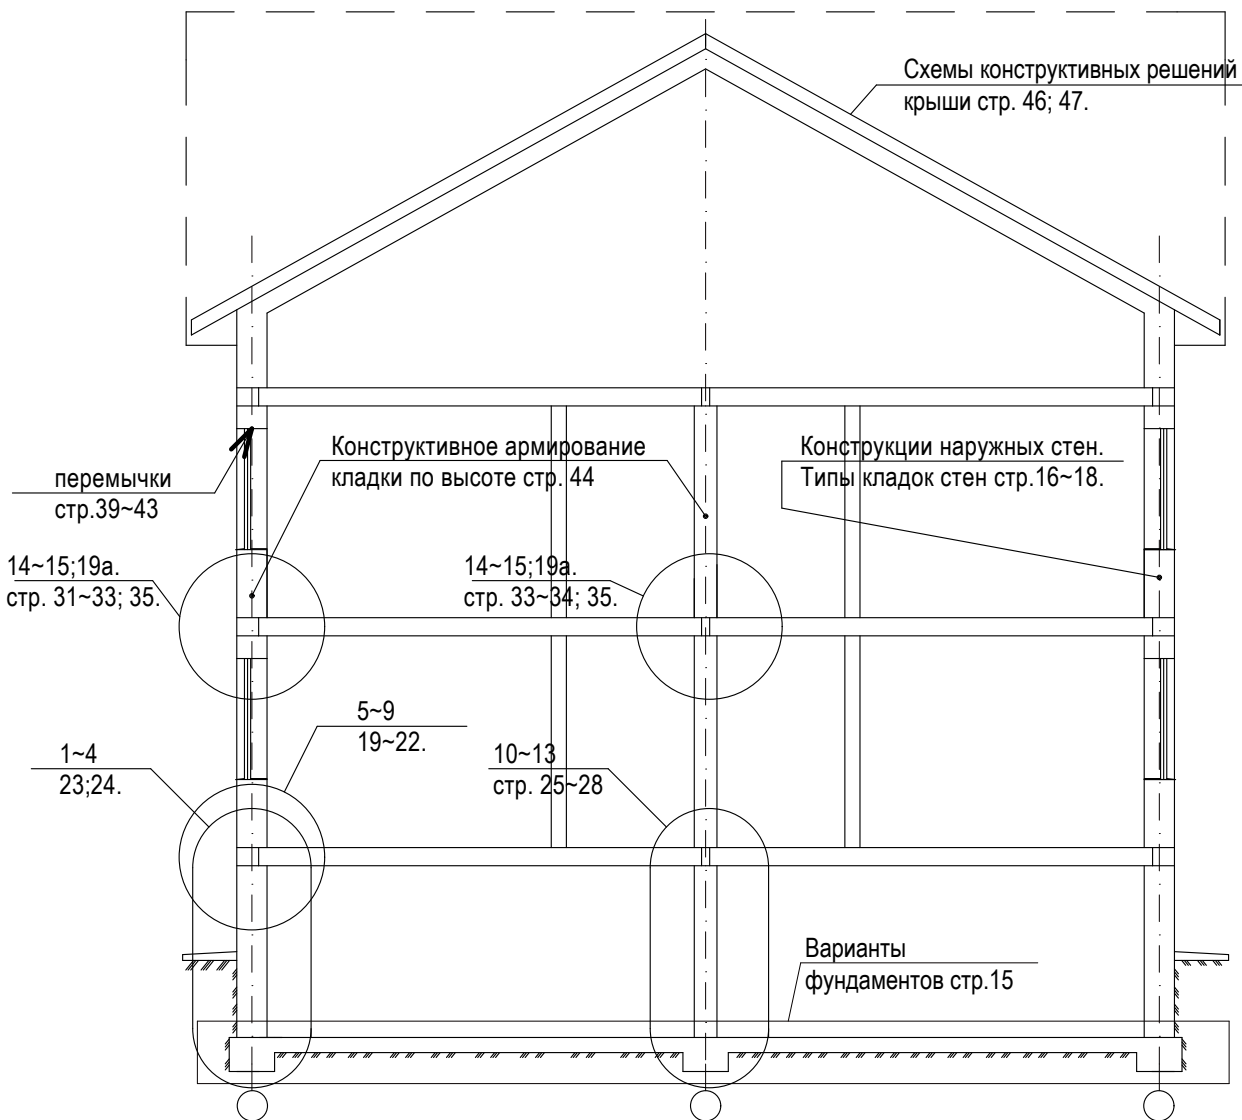 Схемы конструктивных решений
крыши стр. 46; 47.
перемычки
стр.39~43
Конструктивное армирование
кладки по высоте стр. 44
Конструкции наружных стен.
Типы кладок стен стр.16~18.
14~15;19а.
стр. 31~33; 35.
14~15;19а.
стр. 33~34; 35.
5~9
19~22.
1~4
23;24.
10~13
стр. 25~28
Варианты
фундаментов стр.15